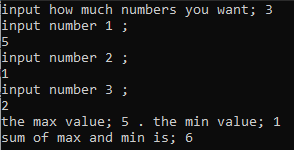 input how much numbers you want; 3
input number 1 ;
5
input number 2 ;
1
input number 3 ;
2
the max value; 5 . the min value; 1
sum of max and min is; 6